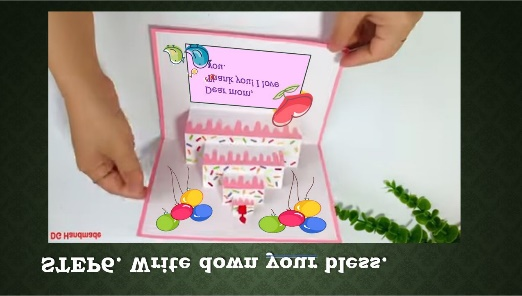 Dear mom,
Thank you! I love
you.
DG Handmade
STEP6. Write down your bless.